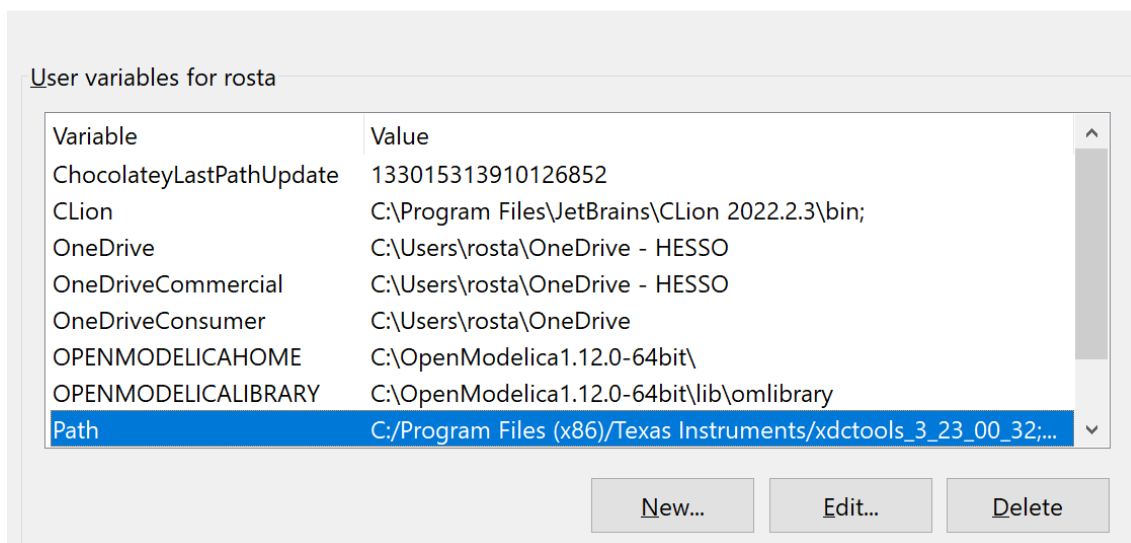 User variables for rosta
Variable Value
ChocolateyLastPathUpdate 133015313910126852
CLion C:\Program Files\JetBrains\CLion 2022.2.3\bin;
OneDrive C:\Users\rosta\OneDrive - HESSO
OneDriveCommercial C:\Users\rosta\OneDrive - HESSO
OneDriveConsumer C:\Users\rosta\OneDrive
OPENMODELICAHOME C:\OpenModelica1.12.0-64bit\
OPENMODELICALIBRARY C:\OpenModelica1.12.0-64bit\lib\omlibrary
Path C:/Program Files (x86)/Texas Instruments/xdctools_3_23_00_32;...
New... Edit... Delete